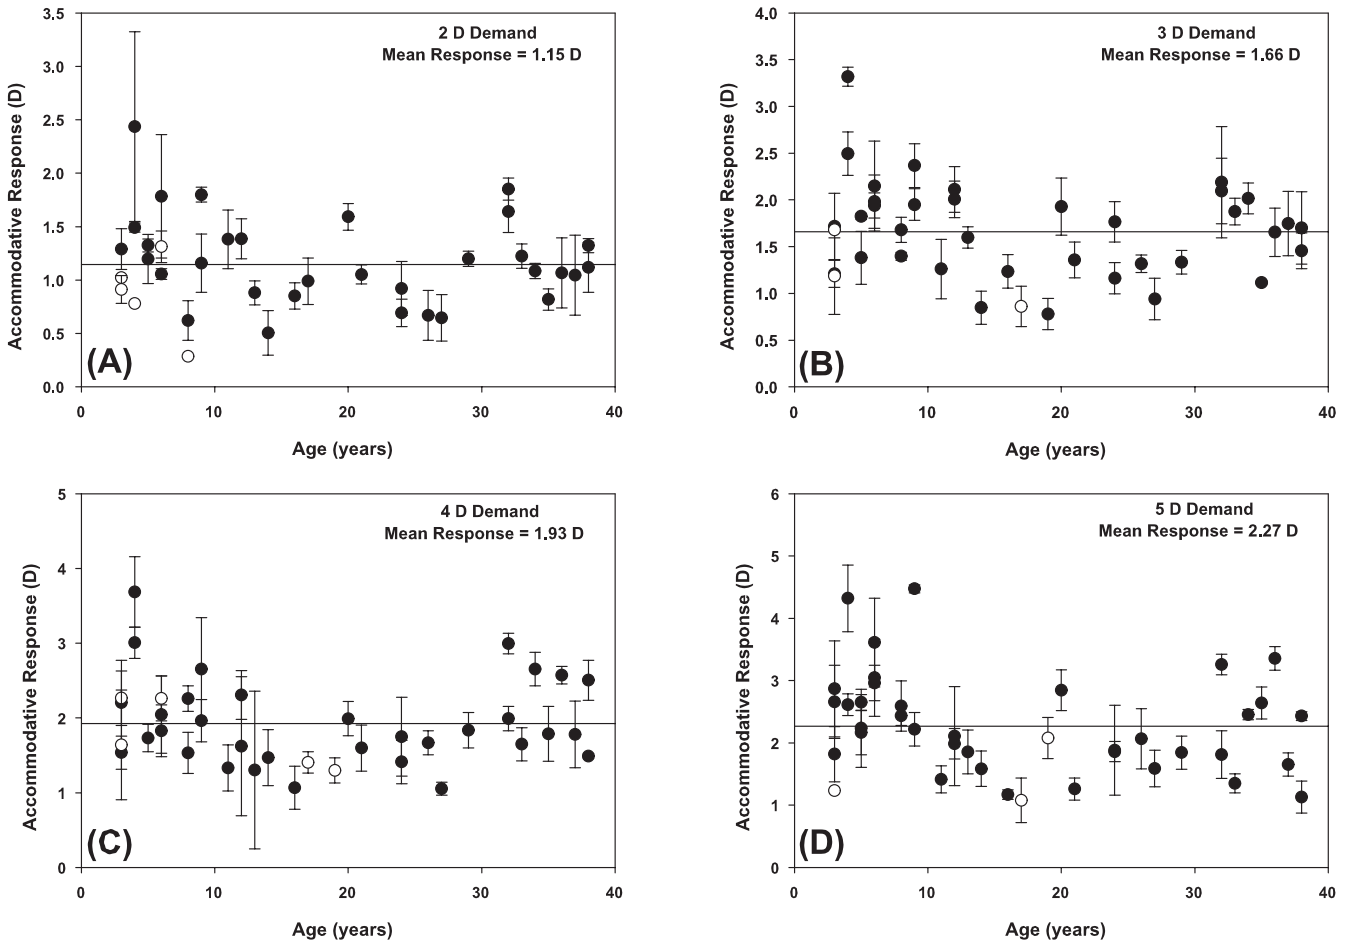 2 D Demand
Mean Response = 1.15 D
Accommodative Response (D)
3.5
3.0
2.5
2.0
1.5
1.0
0.5
0.0
(A)
0 10 20 30 40
Age (years)
3 D Demand
Mean Response = 1.66 D
Accommodative Response (D)
4.0
3.5
3.0
2.5
2.0
1.5
1.0
0.5
0.0
(B)
0 10 20 30 40
Age (years)
4 D Demand
Mean Response = 1.93 D
Accommodative Response (D)
5
4
3
2
1
0
(C)
0 10 20 30 40
Age (years)
5 D Demand
Mean Response = 2.27 D
Accommodative Response (D)
6
5
4
3
2
1
0
(D)
0 10 20 30 40
Age (years)